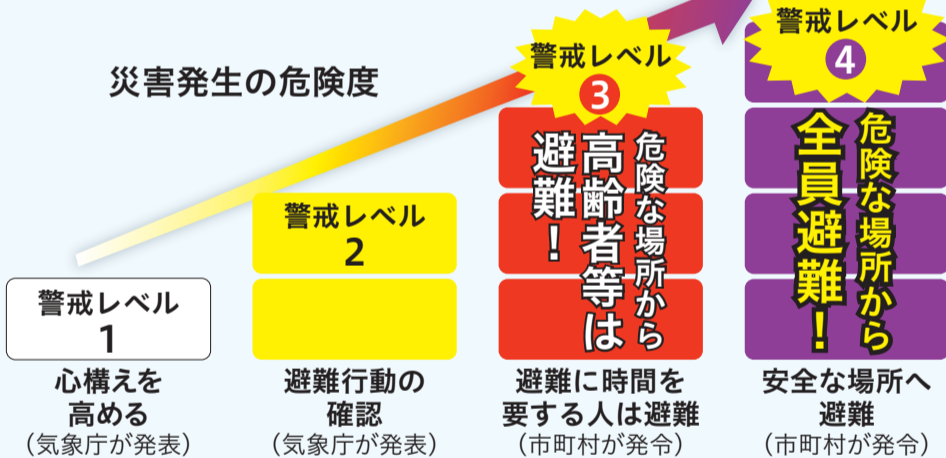 災害発生の危険度
警戒レベル
1
心構えを
高める
(気象庁が発表)
警戒レベル
2
避難行動の
確認
(気象庁が発表)
警戒レベル
3
危険な場所から
高齢者等は
避難！
避難に時間を
要する人は避難
(市町村が発令)
警戒レベル
4
危険な場所から
全員避難！
安全な場所へ
避難
(市町村が発令)